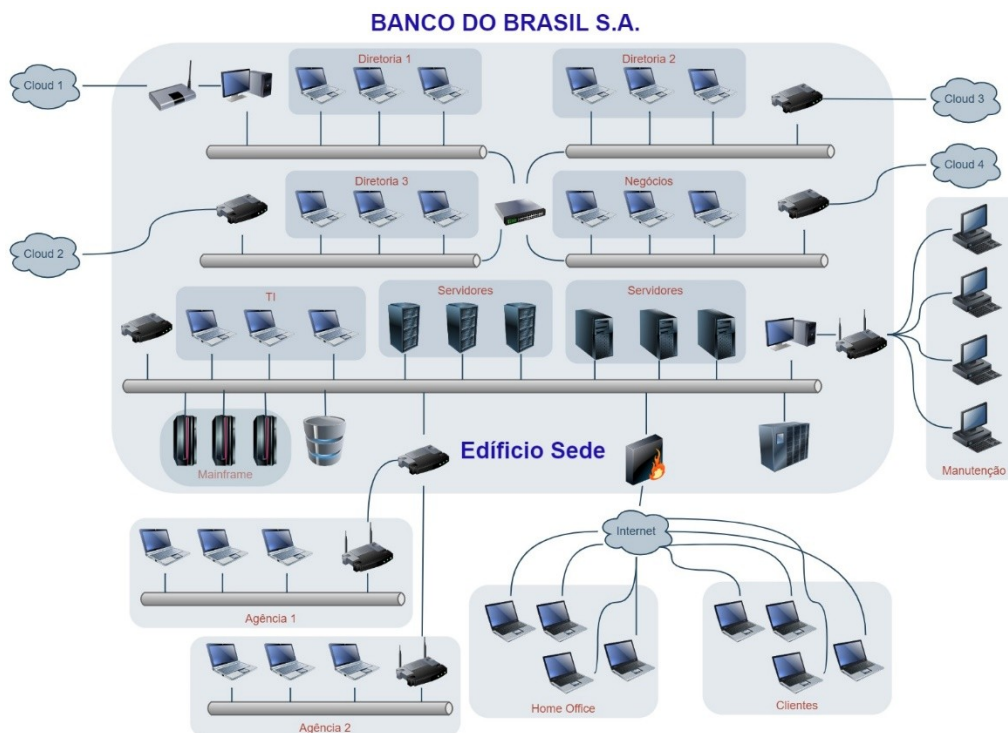 BANCO DO BRASIL S.A.
Cloud 1
Diretoria 1
Diretoria 2
Cloud 3
Cloud 4
Diretoria 3
Negócios
Cloud 2
TI
Servidores
Servidores
Mainframe
Edíficio Sede
Manutenção
Internet
Agência 1
Home Office
Clientes
Agência 2